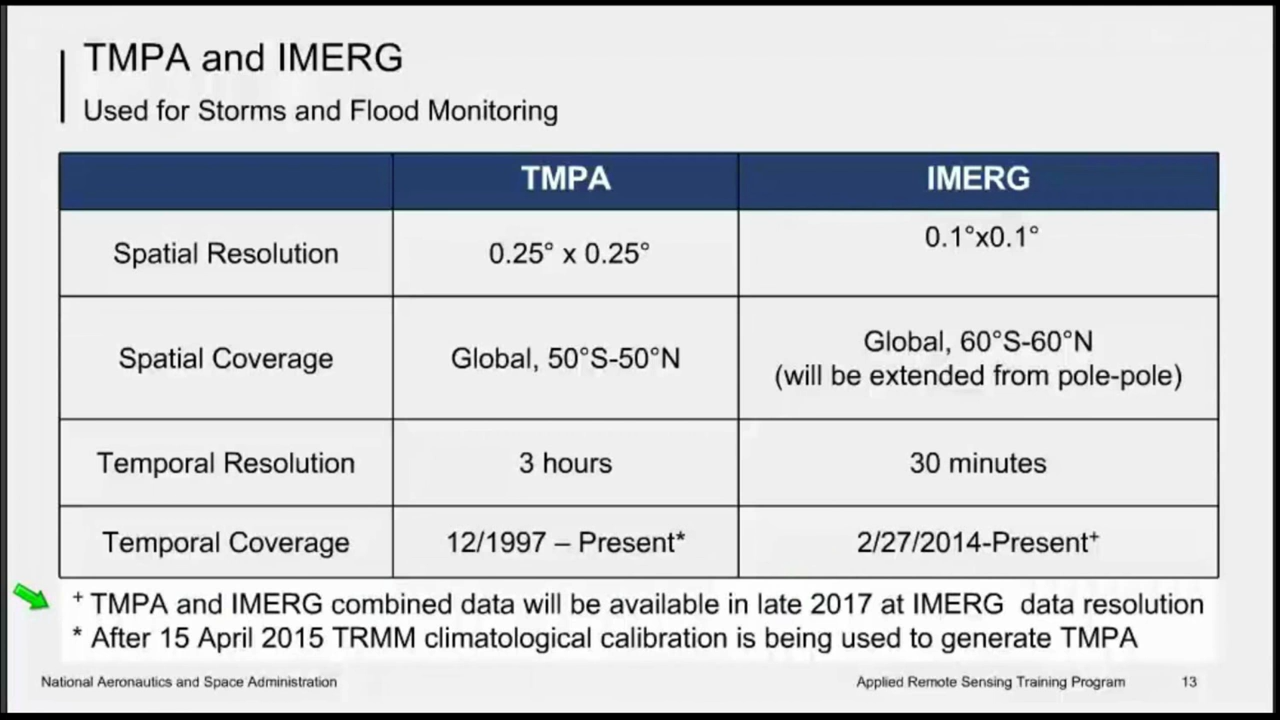 TMPA and IMERG
Used for Storms and Flood Monitoring
TMPA IMERG
Spatial Resolution 0.25° x 0.25° 0.1°x0.1°
Spatial Coverage Global, 50°S-50°N Global, 60°S-60°N
(will be extended from pole-pole)
Temporal Resolution 3 hours 30 minutes
Temporal Coverage 12/1997 – Present* 2/27/2014-Present⁺
⁺ TMPA and IMERG combined data will be available in late 2017 at IMERG data resolution
* After 15 April 2015 TRMM climatological calibration is being used to generate TMPA
National Aeronautics and Space Administration Applied Remote Sensing Training Program 13